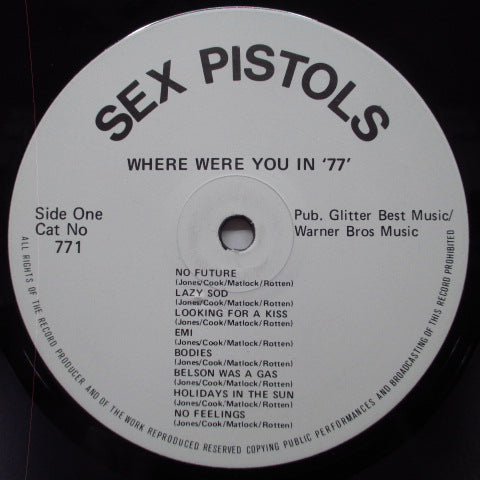 SEX PISTOLS
WHERE WERE YOU IN '77'
Side One
Cat No
771
Pub. Glitter Best Music/
Warner Bros Music
NO FUTURE
(Jones/Cook/Matlock/Rotten)
LAZY SOD
(Jones/Cook/Matlock/Rotten)
LOOKING FOR A KISS
(Jones/Cook/Matlock/Rotten)
EMI
(Jones/Cook/Matlock/Rotten)
BODIES
(Jones/Cook/Matlock/Rotten)
BELSON WAS A GAS
(Jones/Cook/Matlock/Rotten)
HOLIDAYS IN THE SUN
(Jones/Cook/Matlock/Rotten)
NO FEELINGS
(Jones/Cook/Matlock/Rotten)
ALL RIGHTS OF THE RECORD PRODUCER AND OF THE WORK REPRODUCED RESERVED COPYING PUBLIC PERFORMANCES AND BROADCASTING OF THIS RECORD PROHIBITED